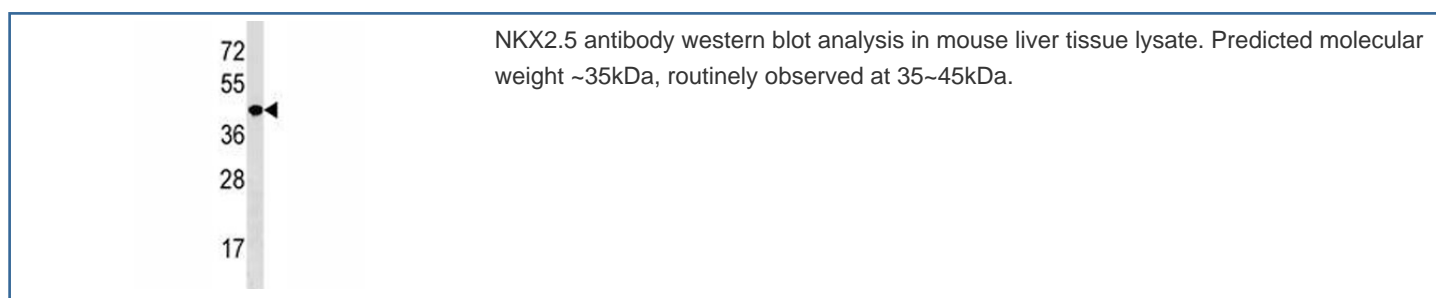 72
55
36
28
17
NKX2.5 antibody western blot analysis in mouse liver tissue lysate. Predicted molecular
weight ~35kDa, routinely observed at 35~45kDa.